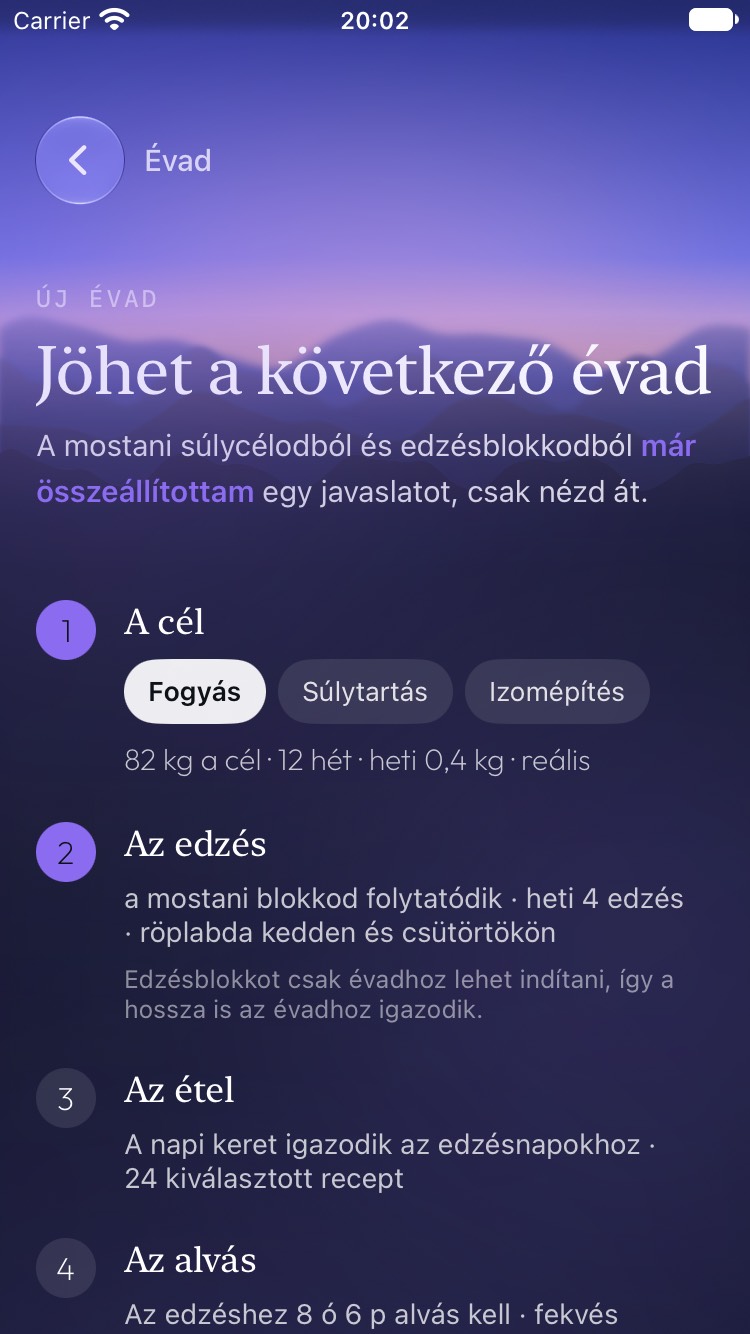 Carrier 20:02
Évad
ÚJ ÉVAD
Jöhet a következő évad
A mostani súlycélodból és edzésblokkodból már
összeállítottam egy javaslatot, csak nézd át.
1 A cél
Fogyás Súlytartás Izomépítés
82 kg a cél · 12 hét · heti 0,4 kg · reális
2 Az edzés
a mostani blokkod folytatódik · heti 4 edzés
· röplabda kedden és csütörtökön
Edzésblokkot csak évadhoz lehet indítani, így a
hossza is az évadhoz igazodik.
3 Az étel
A napi keret igazodik az edzésnapokhoz ·
24 kiválasztott recept
4 Az alvás
Az edzéshez 8 ó 6 p alvás kell · fekvés